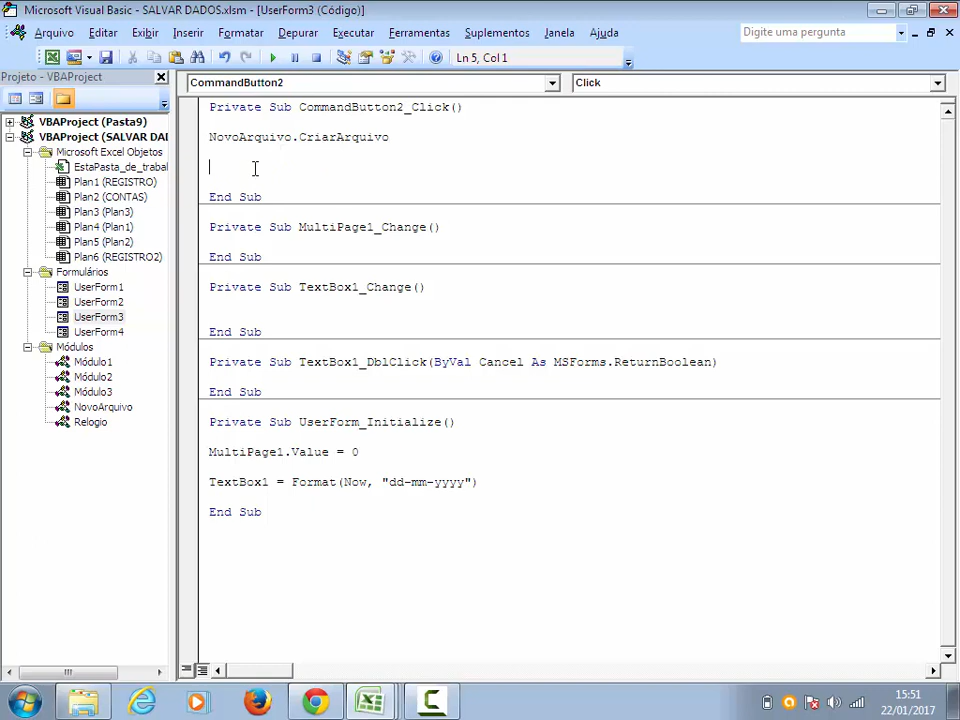 Microsoft Visual Basic - SALVAR DADOS.xlsm - [UserForm3 (Código)]
Arquivo Editar Exibir Inserir Formatar Depurar Executar Ferramentas Suplementos Janela Ajuda Digite uma pergunta
Ln 5, Col 1
Projeto - VBAProject
CommandButton2 Click
VBAProject (Pasta9)
VBAProject (SALVAR DAD
Microsoft Excel Objetos
EstaPasta_de_trabal
Plan1 (REGISTRO)
Plan2 (CONTAS)
Plan3 (Plan3)
Plan4 (Plan1)
Plan5 (Plan2)
Plan6 (REGISTRO2)
Formulários
UserForm1
UserForm2
UserForm3
UserForm4
Módulos
Módulo1
Módulo2
Módulo3
NovoArquivo
Relogio
Private Sub CommandButton2_Click()
NovoArquivo.CriarArquivo
End Sub
Private Sub MultiPage1_Change()
End Sub
Private Sub TextBox1_Change()
End Sub
Private Sub TextBox1_DblClick(ByVal Cancel As MSForms.ReturnBoolean)
End Sub
Private Sub UserForm_Initialize()
MultiPage1.Value = 0
TextBox1 = Format(Now, "dd-mm-yyyy")
End Sub
15:51
22/01/2017